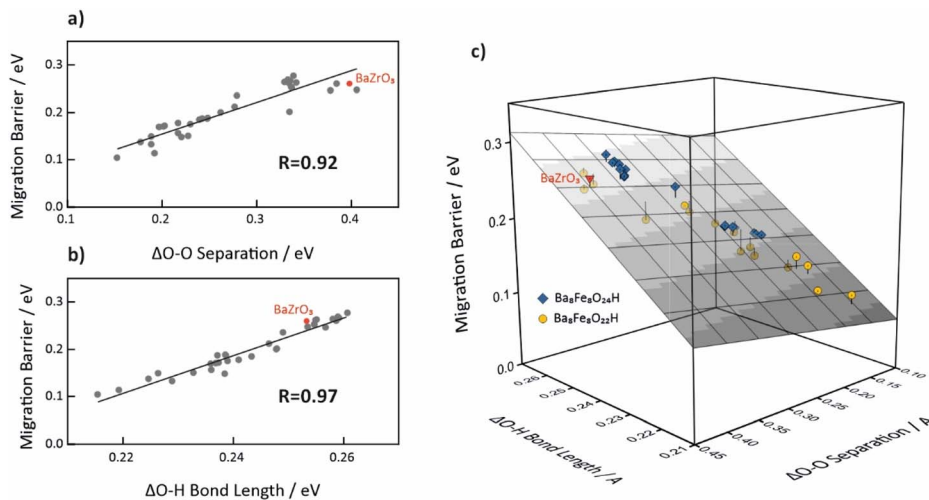 a)
Migration Barrier / eV
0.4
0.3
0.2
0.1
0.0
BaZrO₃
R=0.92
0.1
0.2
0.3
0.4
ΔO-O Separation / eV
b)
Migration Barrier / eV
0.4
0.3
0.2
0.1
0.0
BaZrO₃
R=0.97
0.22
0.24
0.26
ΔO-H Bond Length / eV
c)
Migration Barrier / eV
0.3
0.2
0.1
0.0
BaZrO₃
Ba₈Fe₈O₂₄H
Ba₈Fe₈O₂₂H
0.26
0.25
0.24
0.23
0.22
0.21
ΔO-H Bond Length / A
0.45
0.40
0.35
0.30
0.25
0.20
0.15
0.10
ΔO-O Separation / A